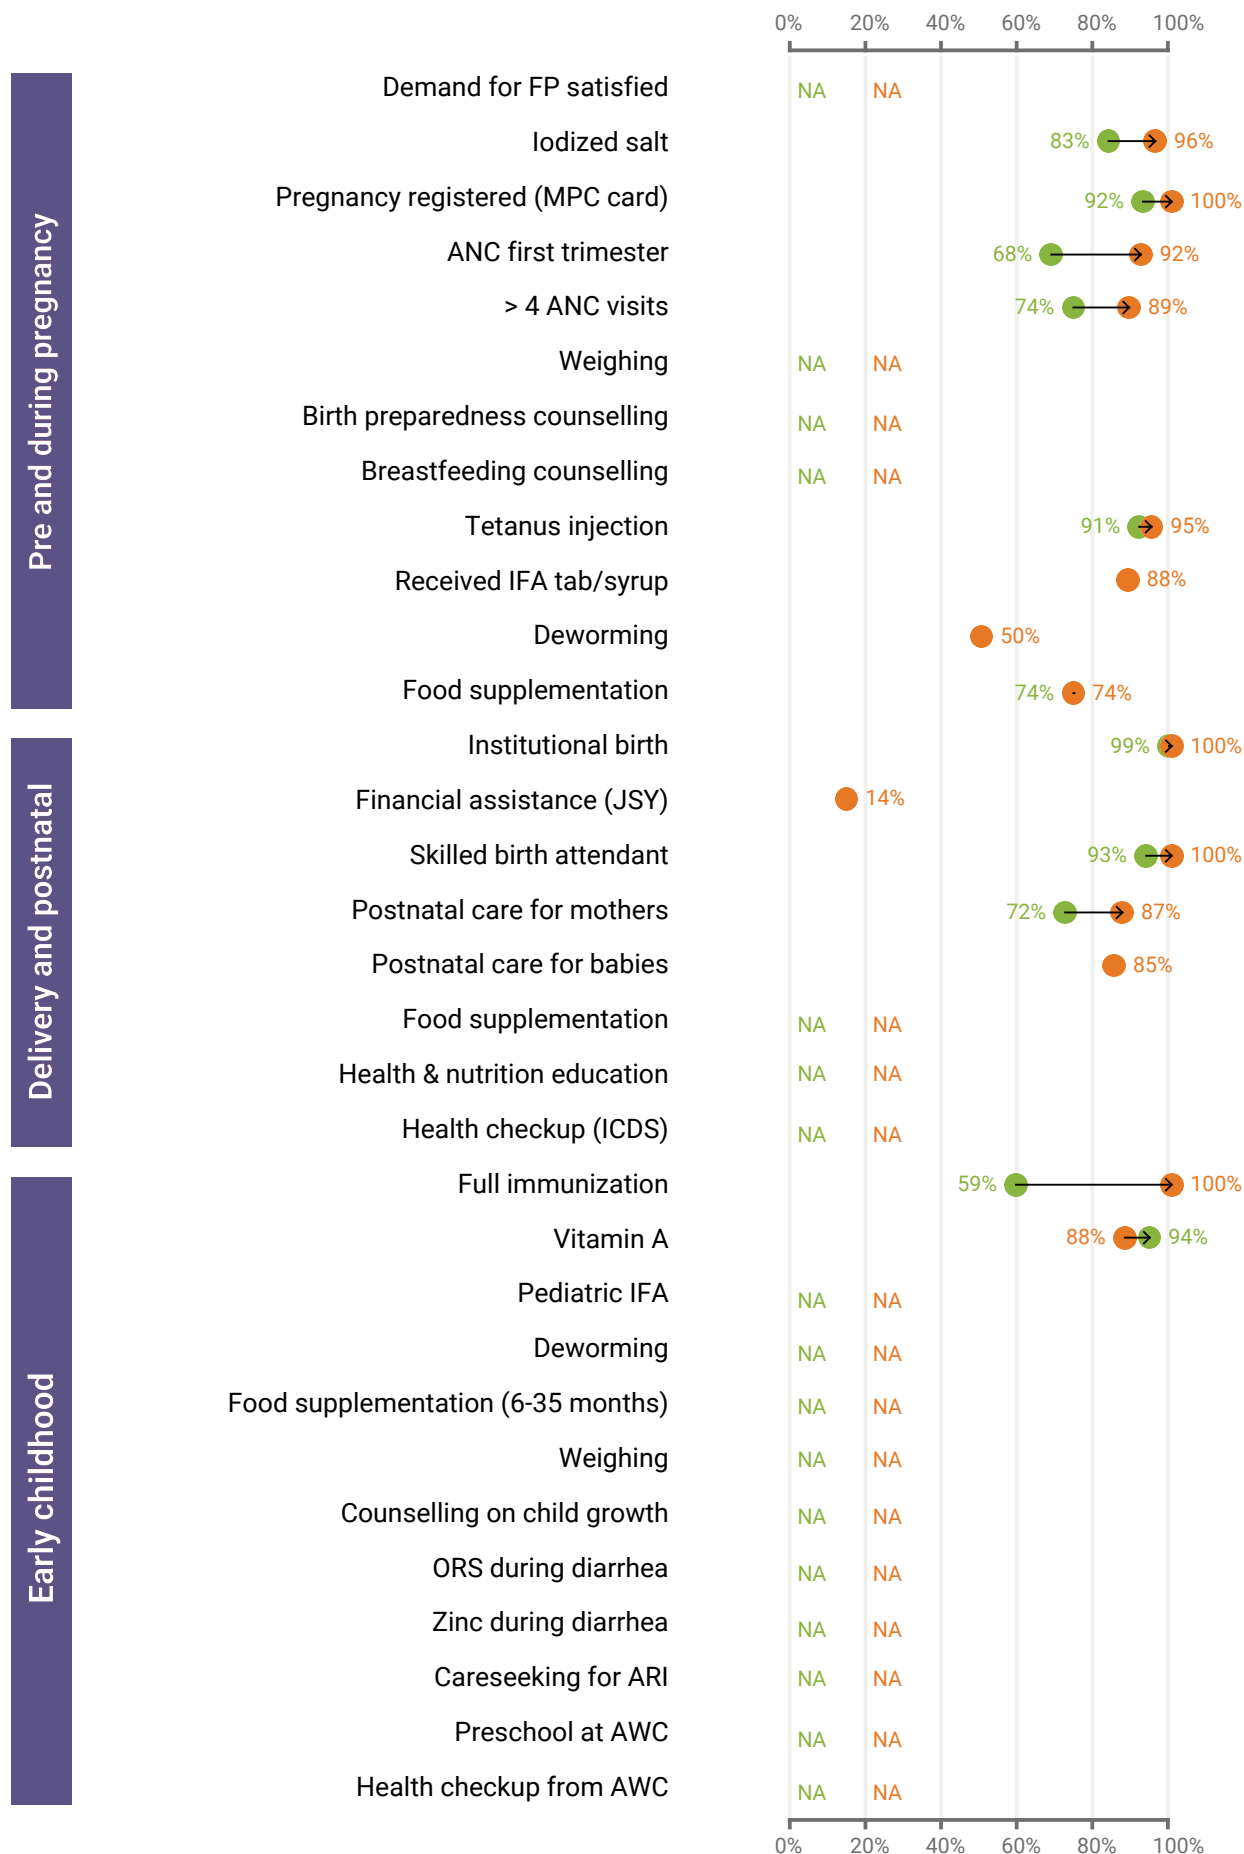 0% 20% 40% 60% 80% 100%
Pre and during pregnancy
Demand for FP satisfied NA NA
Iodized salt 83% 96%
Pregnancy registered (MPC card) 92% 100%
ANC first trimester 68% 92%
> 4 ANC visits 74% 89%
Weighing NA NA
Birth preparedness counselling NA NA
Breastfeeding counselling NA NA
Tetanus injection 91% 95%
Received IFA tab/syrup 88%
Deworming 50%
Food supplementation 74% 74%
Delivery and postnatal
Institutional birth 99% 100%
Financial assistance (JSY) 14%
Skilled birth attendant 93% 100%
Postnatal care for mothers 72% 87%
Postnatal care for babies 85%
Food supplementation NA NA
Health & nutrition education NA NA
Health checkup (ICDS) NA NA
Early childhood
Full immunization 59% 100%
Vitamin A 88% 94%
Pediatric IFA NA NA
Deworming NA NA
Food supplementation (6-35 months) NA NA
Weighing NA NA
Counselling on child growth NA NA
ORS during diarrhea NA NA
Zinc during diarrhea NA NA
Careseeking for ARI NA NA
Preschool at AWC NA NA
Health checkup from AWC NA NA
0% 20% 40% 60% 80% 100%